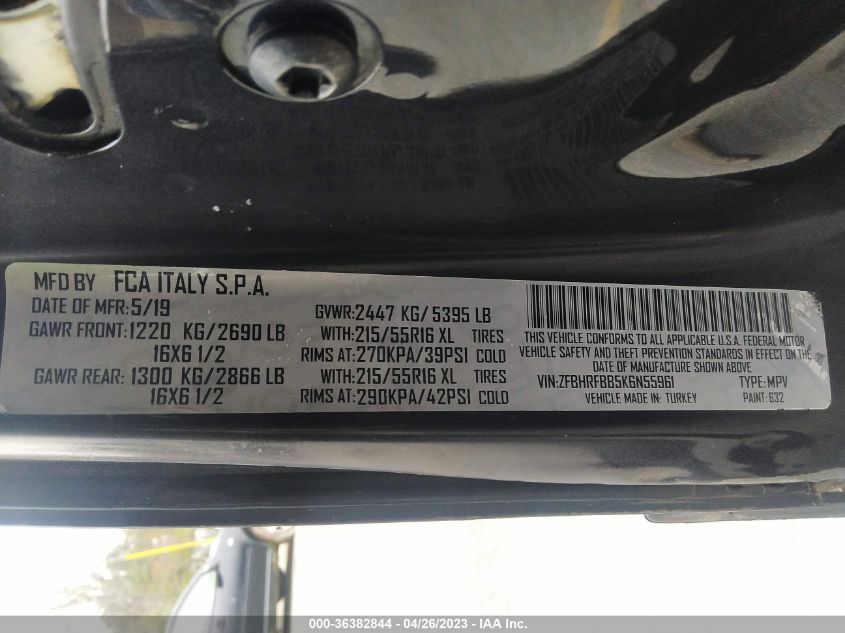 MFD BY FCA ITALY S.P.A.
DATE OF MFR: 5/19 GVWR: 2447 KG/ 5395 LB
GAWR FRONT: 1220 KG/2690 LB WITH: 215/55R16 XL TIRES
16X6 1/2 RIMS AT: 270KPA/39PSI COLD
GAWR REAR: 1300 KG/2866 LB WITH: 215/55R16 XL TIRES
16X6 1/2 RIMS AT: 290KPA/42PSI COLD
THIS VEHICLE CONFORMS TO ALL APPLICABLE U.S.A. FEDERAL MOTOR
VEHICLE SAFETY AND THEFT PREVENTION STANDARDS IN EFFECT ON THE
DATE OF MANUFACTURE SHOWN ABOVE
VIN: ZFBHRFBB5K6N55961 TYPE: MPV
VEHICLE MADE IN: TURKEY PAINT: 632
000-36382844 - 04/26/2023 - IAA Inc.